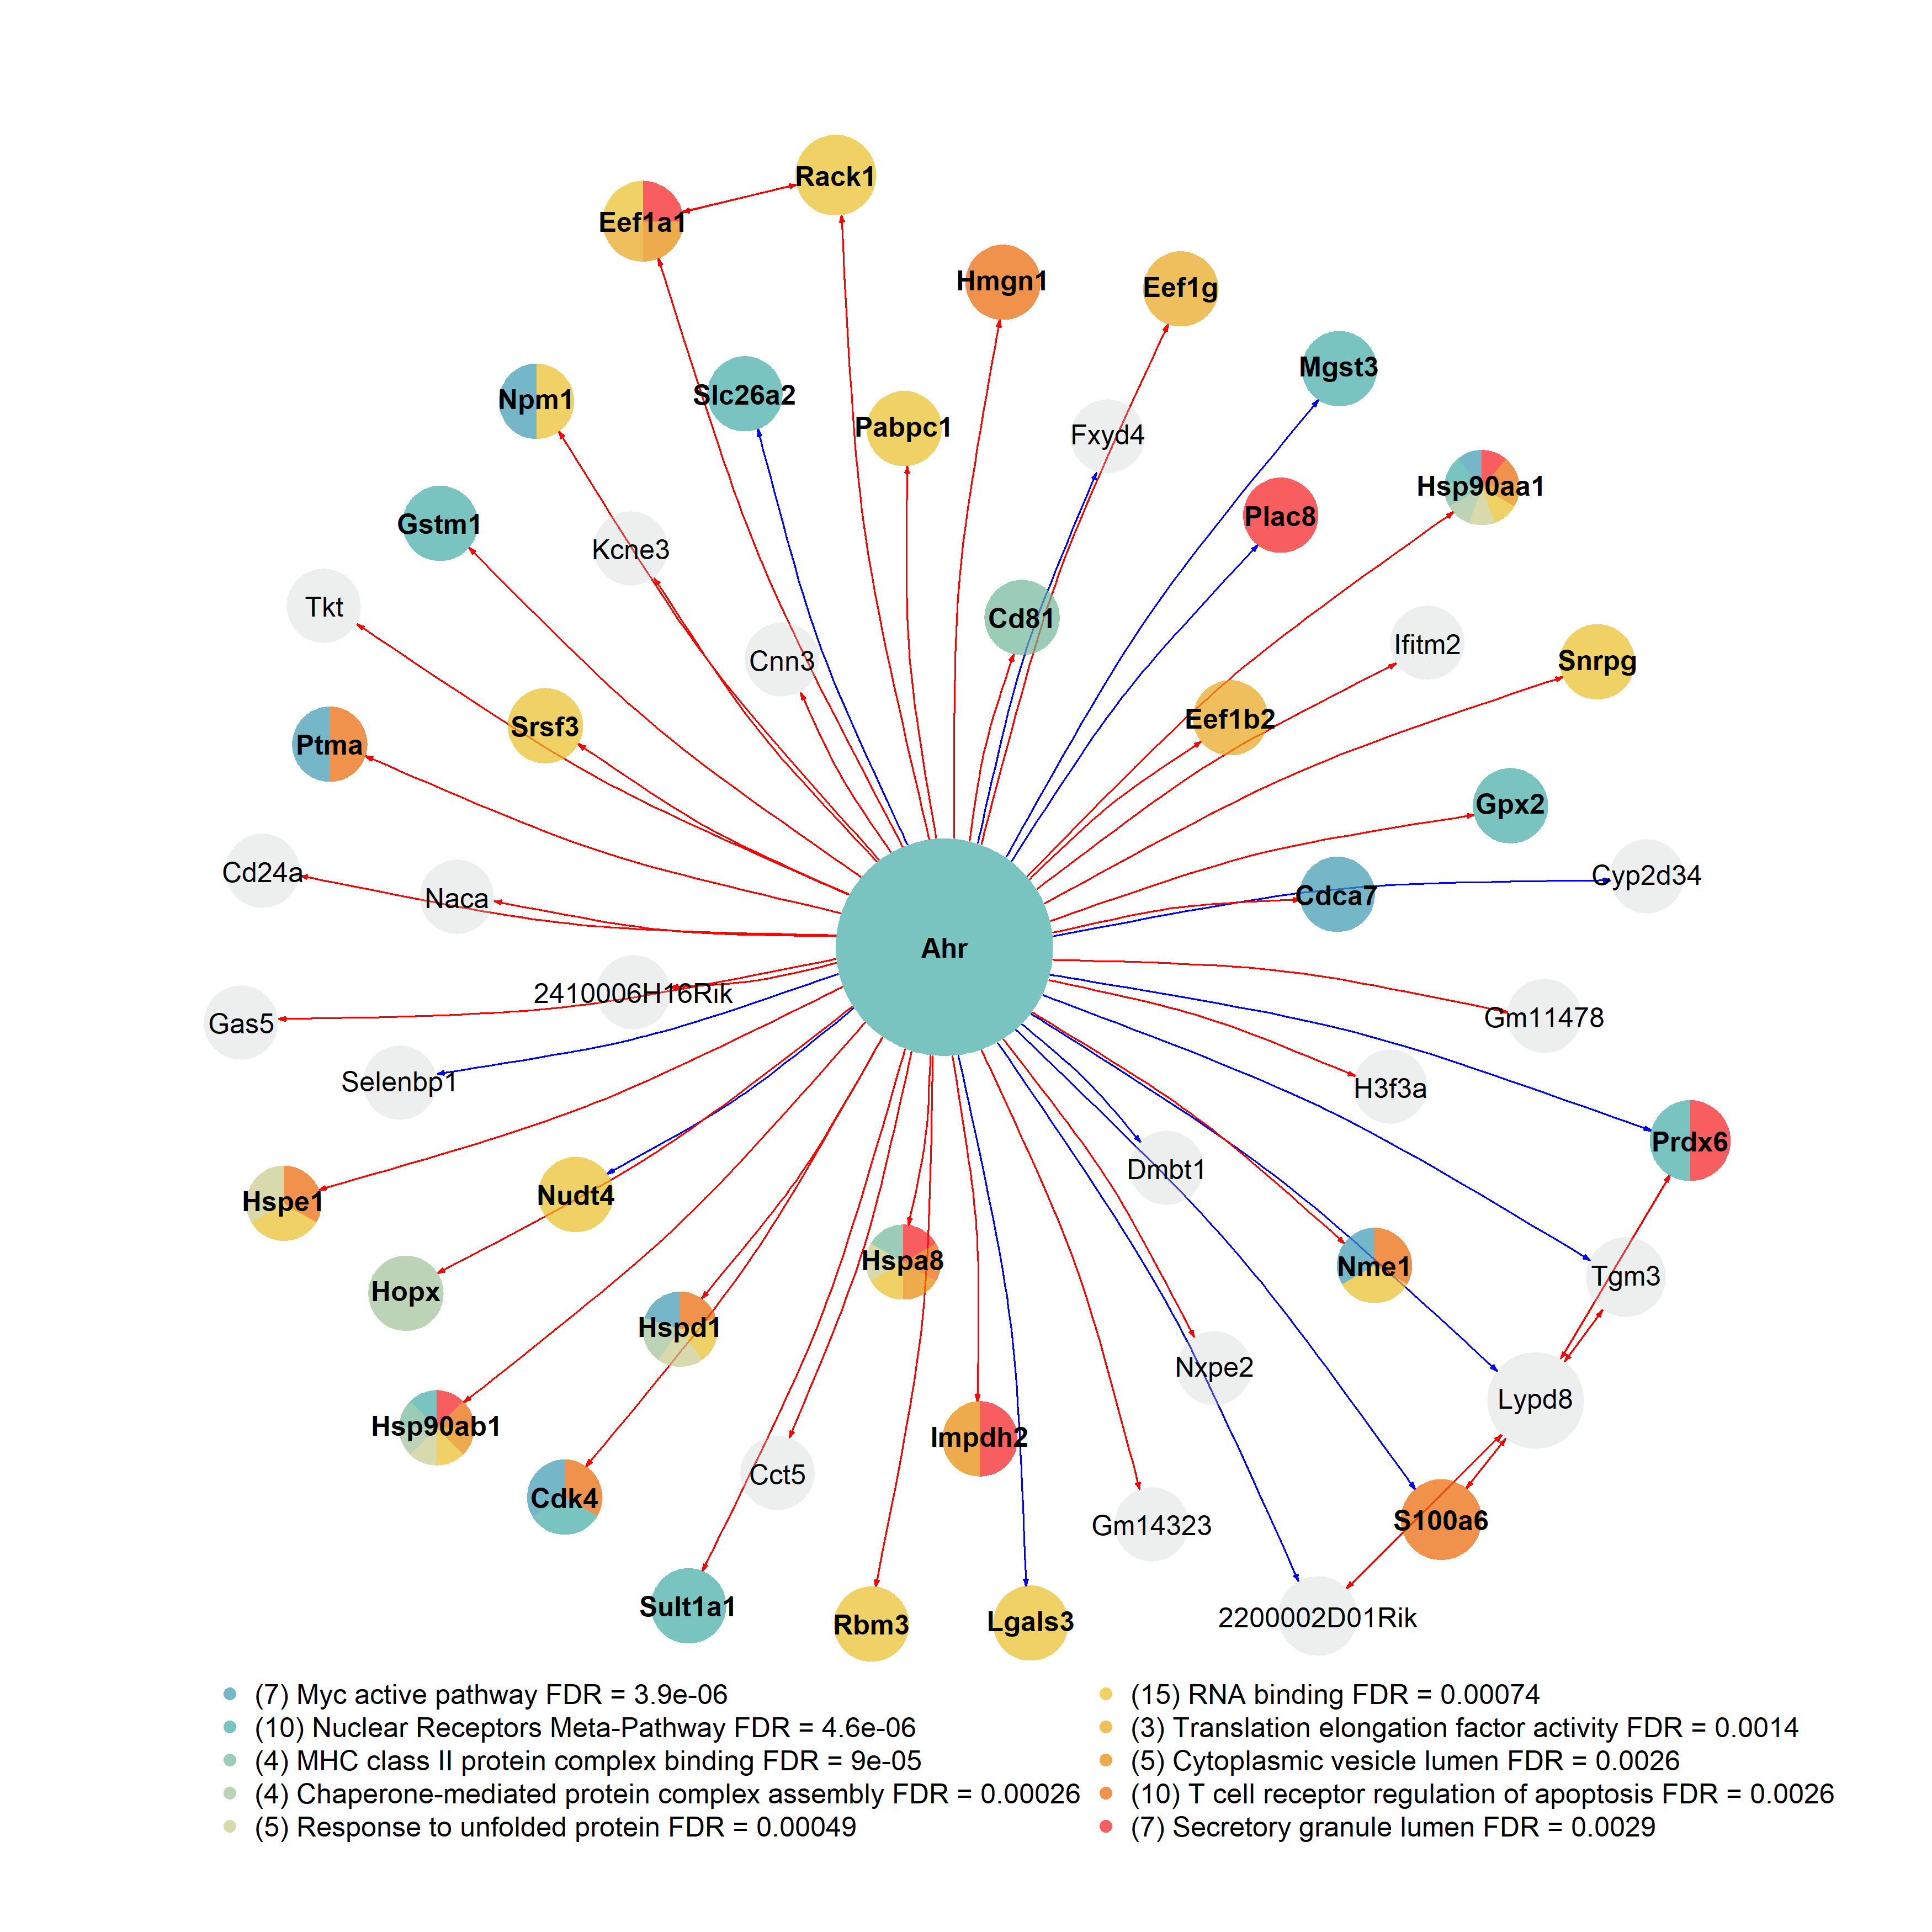 Rack1
Eef1a1
Hmgn1
Eef1g
Mgst3
Slc26a2
Npm1
Pabpc1
Fxyd4
Hsp90aa1
Plac8
Gstm1
Kcne3
Tkt
Cd81
Ifitm2
Cnn3
Snrpg
Eef1b2
Srsf3
Ptma
Gpx2
Cd24a
Cyp2d34
Naca
Cdca7
Ahr
2410006H16Rik
Gas5
Gm11478
Selenbp1
H3f3a
Prdx6
Dmbt1
Nudt4
Hspe1
Hspa8
Nme1
Tgm3
Hopx
Hspd1
Nxpe2
Lypd8
Hsp90ab1
Impdh2
Cct5
Cdk4
S100a6
Gm14323
Sult1a1
Rbm3
Lgals3
2200002D01Rik
(7) Myc active pathway FDR = 3.9e-06
(10) Nuclear Receptors Meta-Pathway FDR = 4.6e-06
(4) MHC class II protein complex binding FDR = 9e-05
(4) Chaperone-mediated protein complex assembly FDR = 0.00026
(5) Response to unfolded protein FDR = 0.00049
(15) RNA binding FDR = 0.00074
(3) Translation elongation factor activity FDR = 0.0014
(5) Cytoplasmic vesicle lumen FDR = 0.0026
(10) T cell receptor regulation of apoptosis FDR = 0.0026
(7) Secretory granule lumen FDR = 0.0029